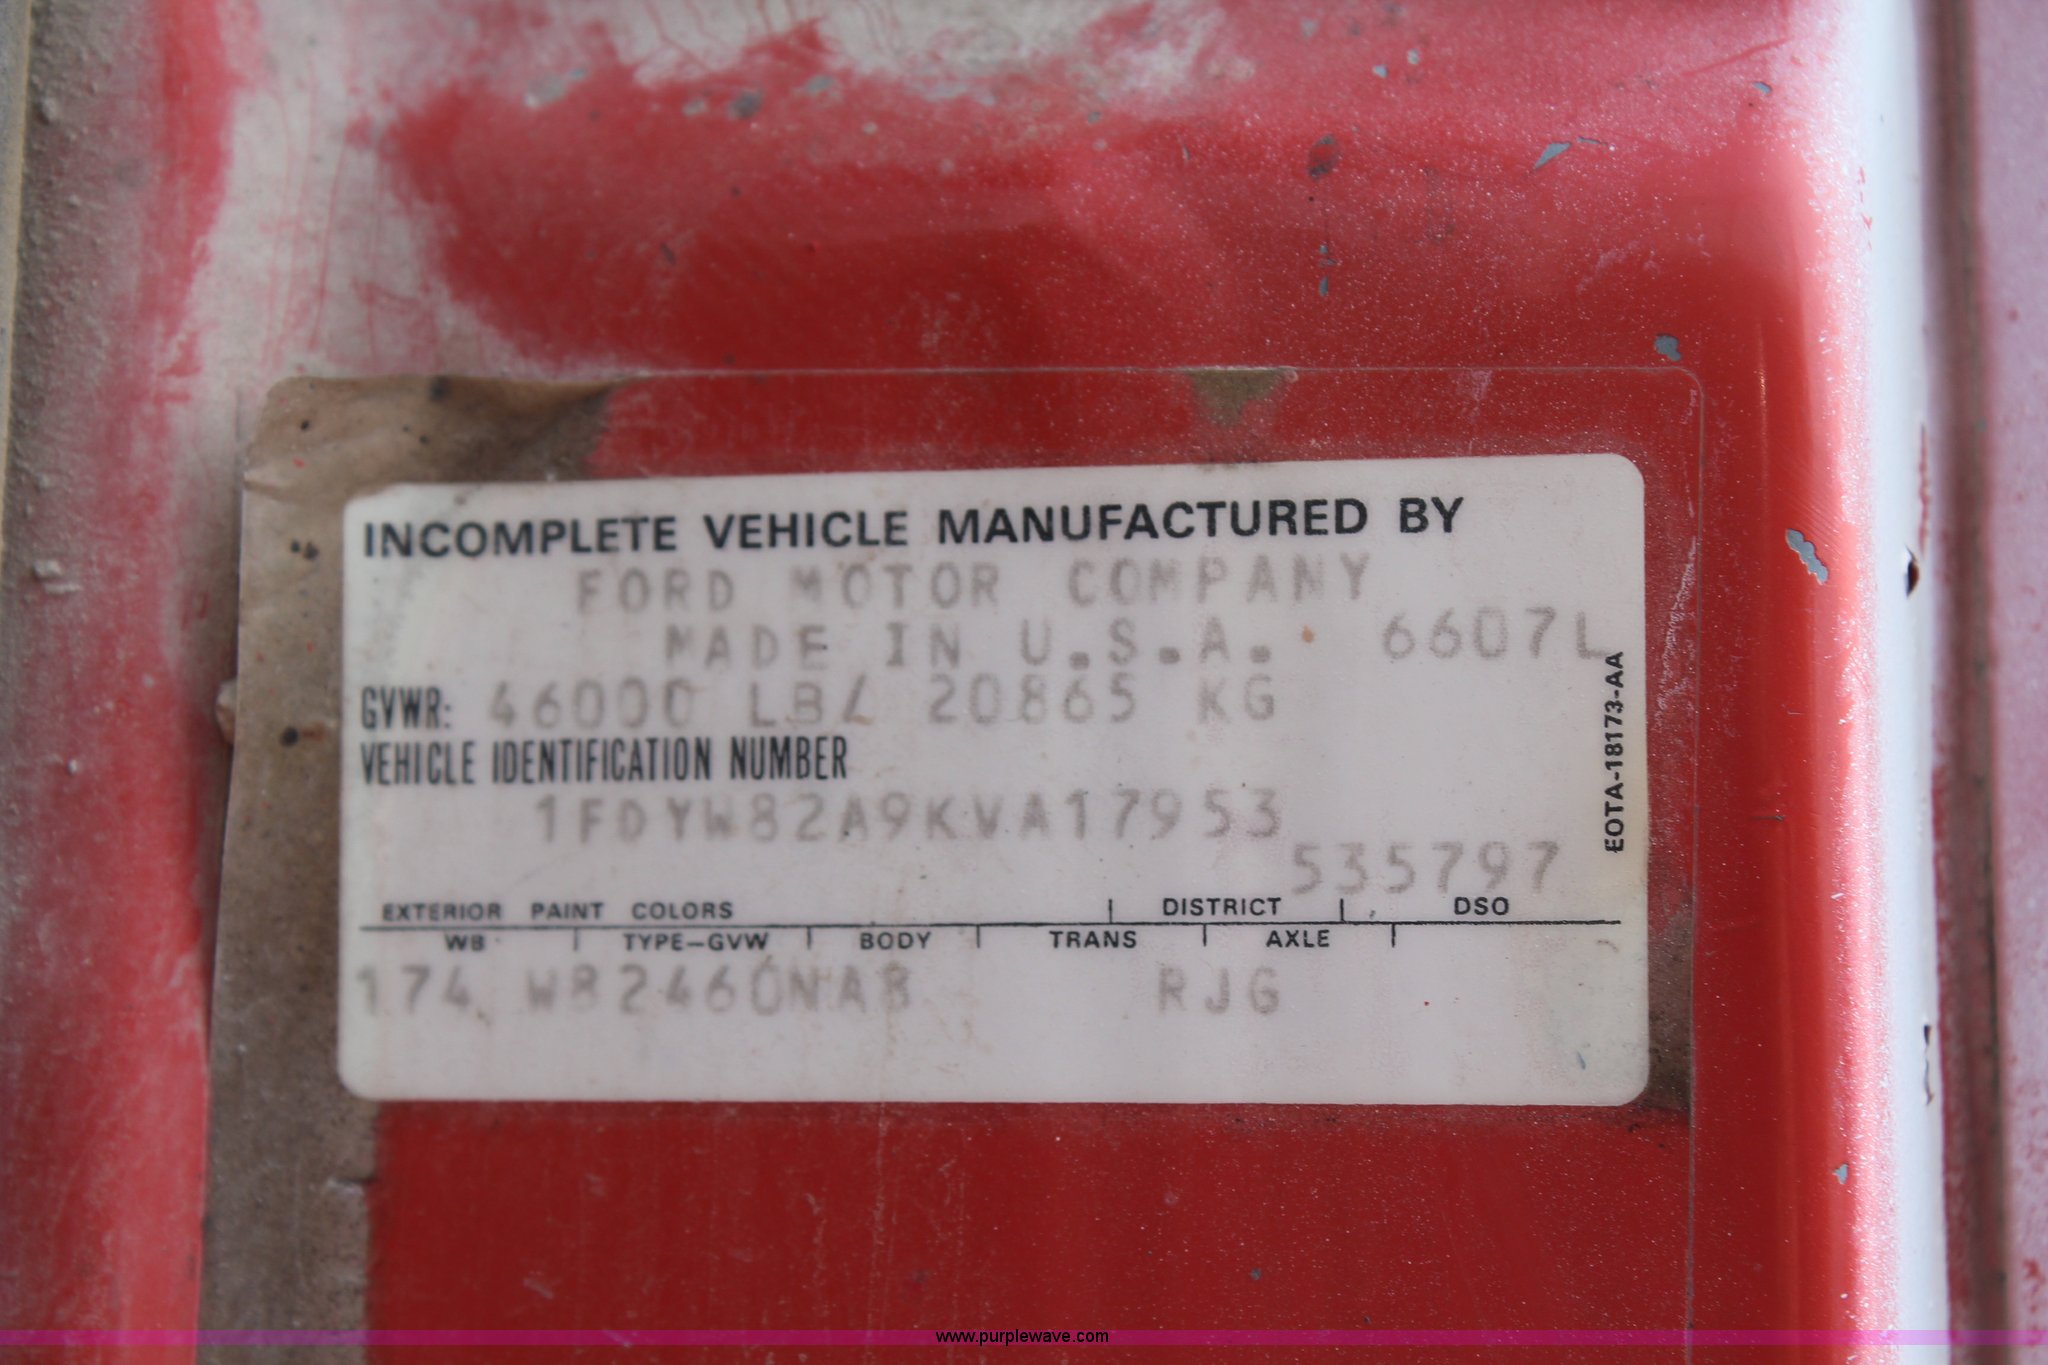 INCOMPLETE VEHICLE MANUFACTURED BY
FORD MOTOR COMPANY
MADE IN U.S.A. 6607L
GVWR: 46000 LB/ 20865 KG
VEHICLE IDENTIFICATION NUMBER
1FDYW82A9KVA17953
535797
EXTERIOR PAINT COLORS DISTRICT DSO
WB TYPE-GVW BODY TRANS AXLE
174 W82460NA8 RJG
EOTA-18173-AA
www.purplewave.com